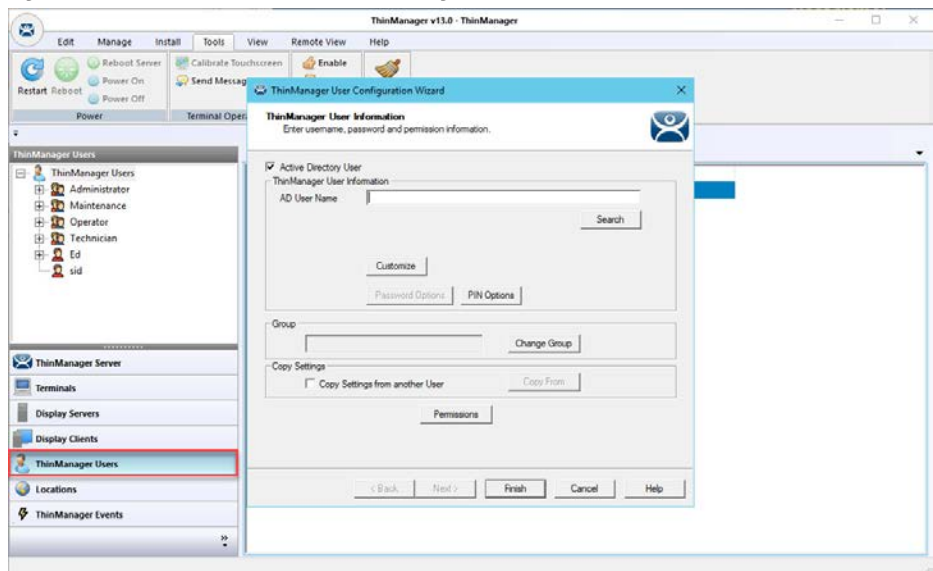 ThinManager v13.0 - ThinManager
Edit Manage Install Tools View Remote View Help
Restart
Reboot
Reboot Server
Power On
Power Off
Power
Calibrate Touchscreen
Send Messag
Terminal Oper
Enable
ThinManager Users
ThinManager Users
Administrator
Maintenance
Operator
Technician
Ed
sid
ThinManager Server
Terminals
Display Servers
Display Clients
ThinManager Users
Locations
ThinManager Events
ThinManager User Configuration Wizard
ThinManager User Information
Enter username, password and permission information.
Active Directory User
ThinManager User Information
AD User Name
Search
Customize
Password Options PIN Options
Group
Change Group
Copy Settings
Copy Settings from another User Copy From
Permissions
< Back Next > Finish Cancel Help